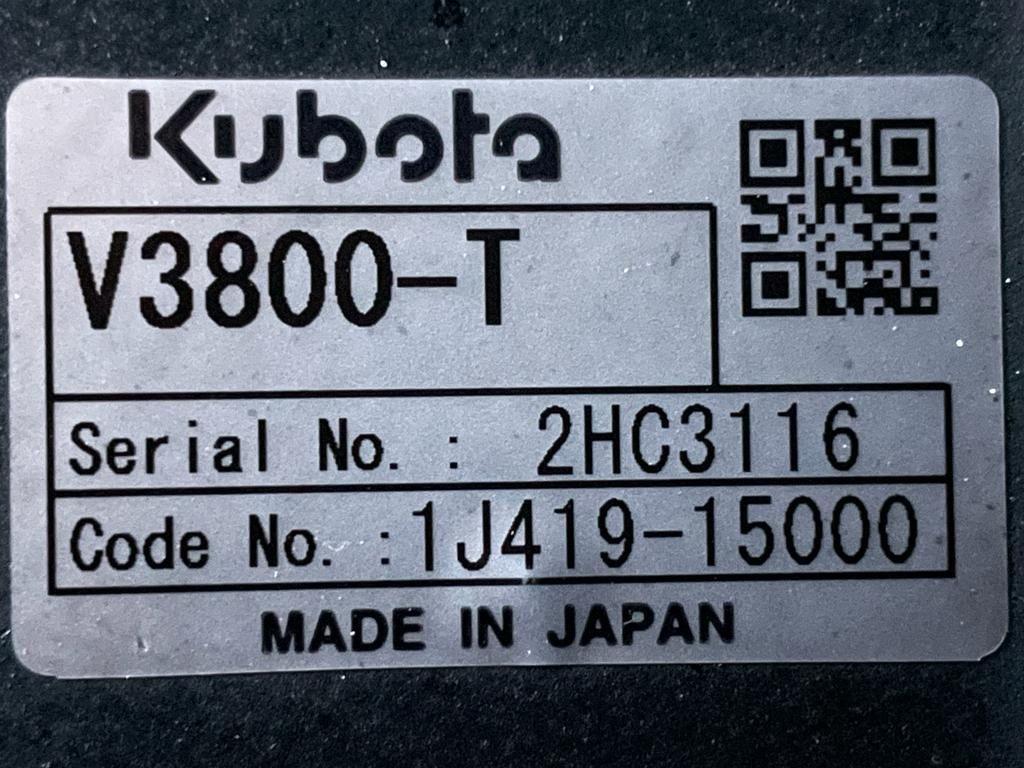 Kubota
V3800-T
Serial No. : 2HC3116
Code No. : 1J419-15000
MADE IN JAPAN